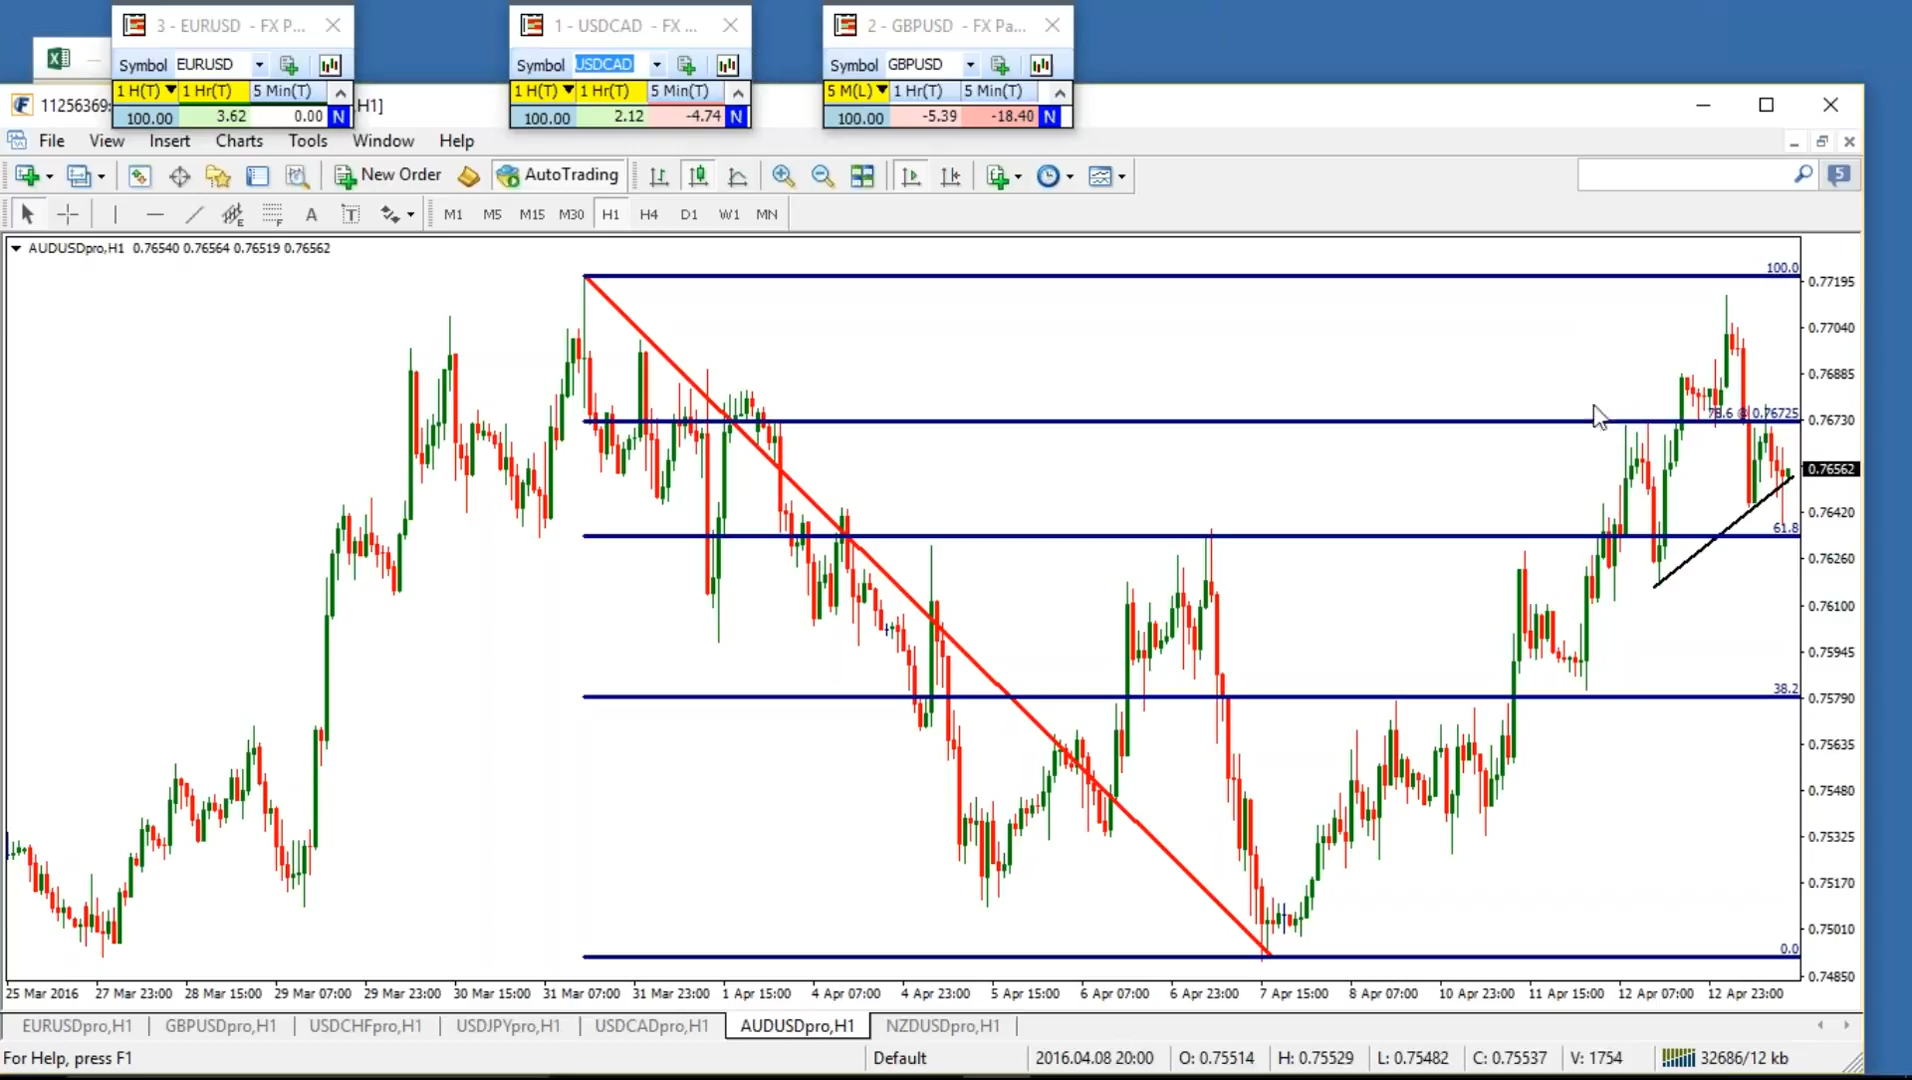 3 - EURUSD - FX P...
Symbol EURUSD
1 H(T) 1 Hr(T) 5 Min(T)
100.00 3.62 0.00 N
1 - USDCAD - FX ...
Symbol USDCAD
1 H(T) 1 Hr(T) 5 Min(T)
100.00 2.12 -4.74 N
2 - GBPUSD - FX Pa...
Symbol GBPUSD
5 M(L) 1 Hr(T) 5 Min(T)
100.00 -5.39 -18.40 N
11256369: H1]
File View Insert Charts Tools Window Help
New Order AutoTrading 5
A T M1 M5 M15 M30 H1 H4 D1 W1 MN
AUDUSDpro,H1 0.76540 0.76564 0.76519 0.76562
100.0
0.77195
0.77040
0.76885
78.6 @ 0.76725
0.76730
0.76562
0.76420
61.8
0.76260
0.76100
0.75945
38.2
0.75790
0.75635
0.75480
0.75325
0.75170
0.75010
0.0
0.74850
25 Mar 2016 27 Mar 23:00 28 Mar 15:00 29 Mar 07:00 29 Mar 23:00 30 Mar 15:00 31 Mar 07:00 31 Mar 23:00 1 Apr 15:00 4 Apr 07:00 4 Apr 23:00 5 Apr 15:00 6 Apr 07:00 6 Apr 23:00 7 Apr 15:00 8 Apr 07:00 10 Apr 23:00 11 Apr 15:00 12 Apr 07:00 12 Apr 23:00
EURUSDpro,H1 GBPUSDpro,H1 USDCHFpro,H1 USDJPYpro,H1 USDCADpro,H1 AUDUSDpro,H1 NZDUSDpro,H1
For Help, press F1 Default 2016.04.08 20:00 O: 0.75514 H: 0.75529 L: 0.75482 C: 0.75537 V: 1754 32686/12 kb